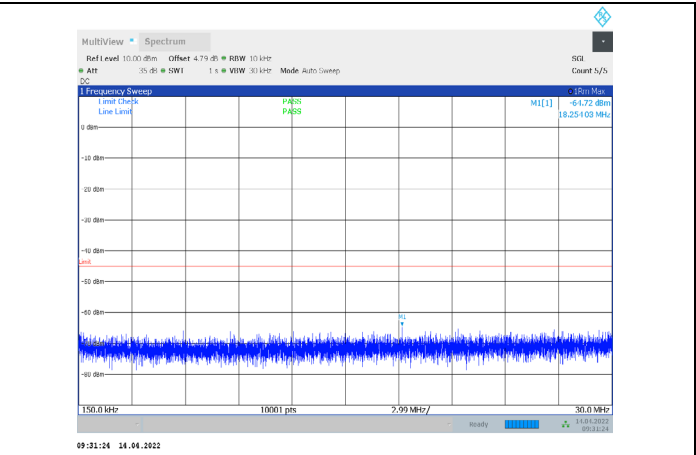 MultiView Spectrum
Ref Level 10.00 dBm Offset 4.79 dB RBW 10 kHz SGL
Att 35 dB SWT 1 s VBW 30 kHz Mode Auto Sweep Count 5/5
DC
1 Frequency Sweep 1Rm Max
Limit Check PASS M1[1] -64.72 dBm
Line Limit PASS 18.25403 MHz
0 dBm
-10 dBm
-20 dBm
-30 dBm
-40 dBm
Limit
-50 dBm
-60 dBm
M1
-80 dBm
150.0 kHz 10001 pts 2.99 MHz/ 30.0 MHz
Ready 14.04.2022
09:31:24
09:31:24 14.04.2022